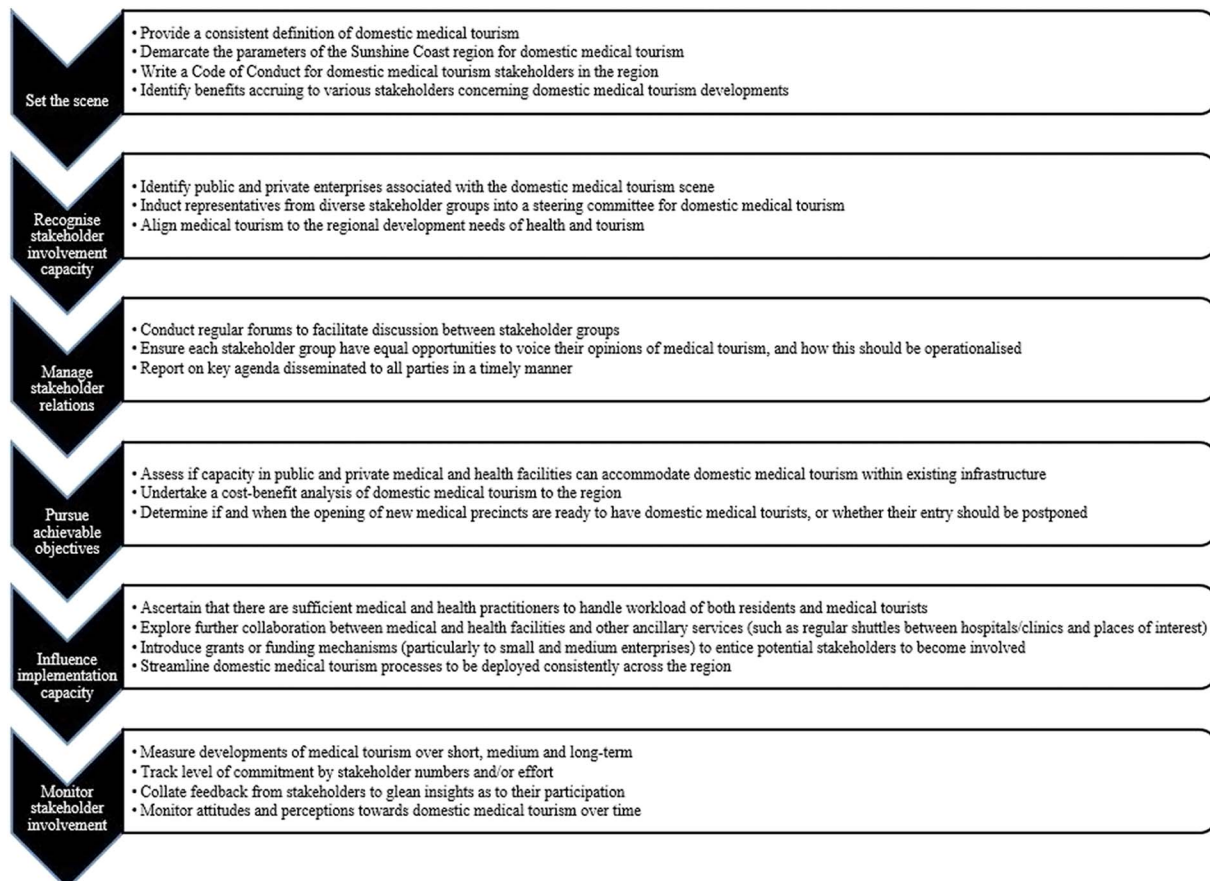 Set the scene
• Provide a consistent definition of domestic medical tourism
• Demarcate the parameters of the Sunshine Coast region for domestic medical tourism
• Write a Code of Conduct for domestic medical tourism stakeholders in the region
• Identify benefits accruing to various stakeholders concerning domestic medical tourism developments
Recognise
stakeholder
involvement
capacity
• Identify public and private enterprises associated with the domestic medical tourism scene
• Induct representatives from diverse stakeholder groups into a steering committee for domestic medical tourism
• Align medical tourism to the regional development needs of health and tourism
Manage
stakeholder
relations
• Conduct regular forums to facilitate discussion between stakeholder groups
• Ensure each stakeholder group have equal opportunities to voice their opinions of medical tourism, and how this should be operationalised
• Report on key agenda disseminated to all parties in a timely manner
Pursue
achievable
objectives
• Assess if capacity in public and private medical and health facilities can accommodate domestic medical tourism within existing infrastructure
• Undertake a cost-benefit analysis of domestic medical tourism to the region
• Determine if and when the opening of new medical precincts are ready to have domestic medical tourists, or whether their entry should be postponed
Influence
implementation
capacity
• Ascertain that there are sufficient medical and health practitioners to handle workload of both residents and medical tourists
• Explore further collaboration between medical and health facilities and other ancillary services (such as regular shuttles between hospitals/clinics and places of interest)
• Introduce grants or funding mechanisms (particularly to small and medium enterprises) to entice potential stakeholders to become involved
• Streamline domestic medical tourism processes to be deployed consistently across the region
Monitor
stakeholder
involvement
• Measure developments of medical tourism over short, medium and long-term
• Track level of commitment by stakeholder numbers and/or effort
• Collate feedback from stakeholders to glean insights as to their participation
• Monitor attitudes and perceptions towards domestic medical tourism over time